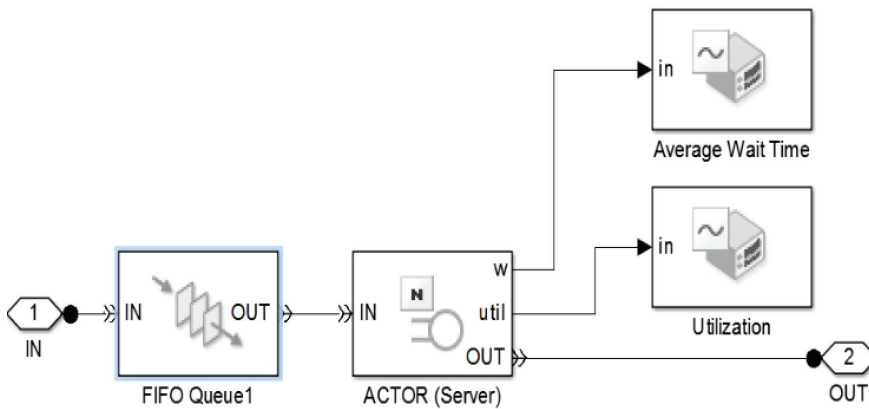 in
Average Wait Time
in
Utilization
1
IN
IN
OUT
FIFO Queue1
IN
N
w
util
OUT
ACTOR (Server)
2
OUT